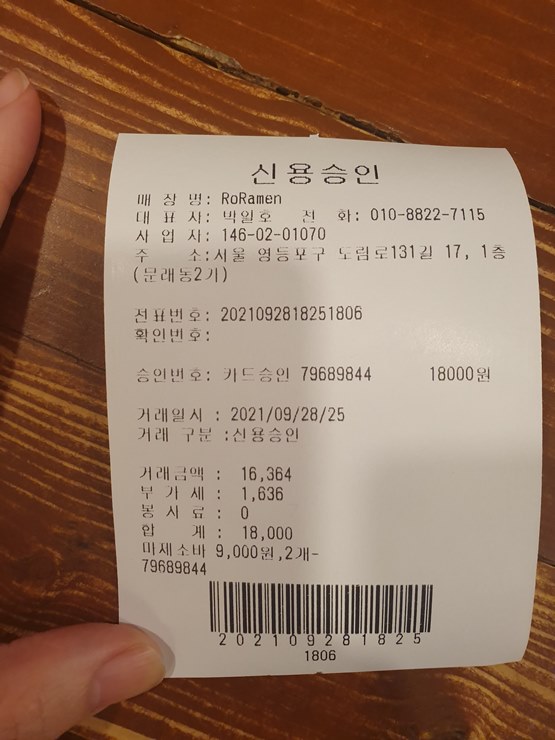 신용승인
매 장 명: RoRamen
대 표 사: 박일호 전 화: 010-8822-7115
사 업 사: 146-02-01070
주 소:서울 영등포구 도림로131길 17, 1층
(문래동2가)
전표번호: 2021092818251806
확인번호:
승인번호: 카드승인 79689844 18000원
거래일시 : 2021/09/28/25
거래 구분 :신용승인
거래금액 : 16,364
부 가 세 : 1,636
봉 사 료 : 0
합 계 : 18,000
마제소바 9,000원,2개-
79689844
202109281825
1806